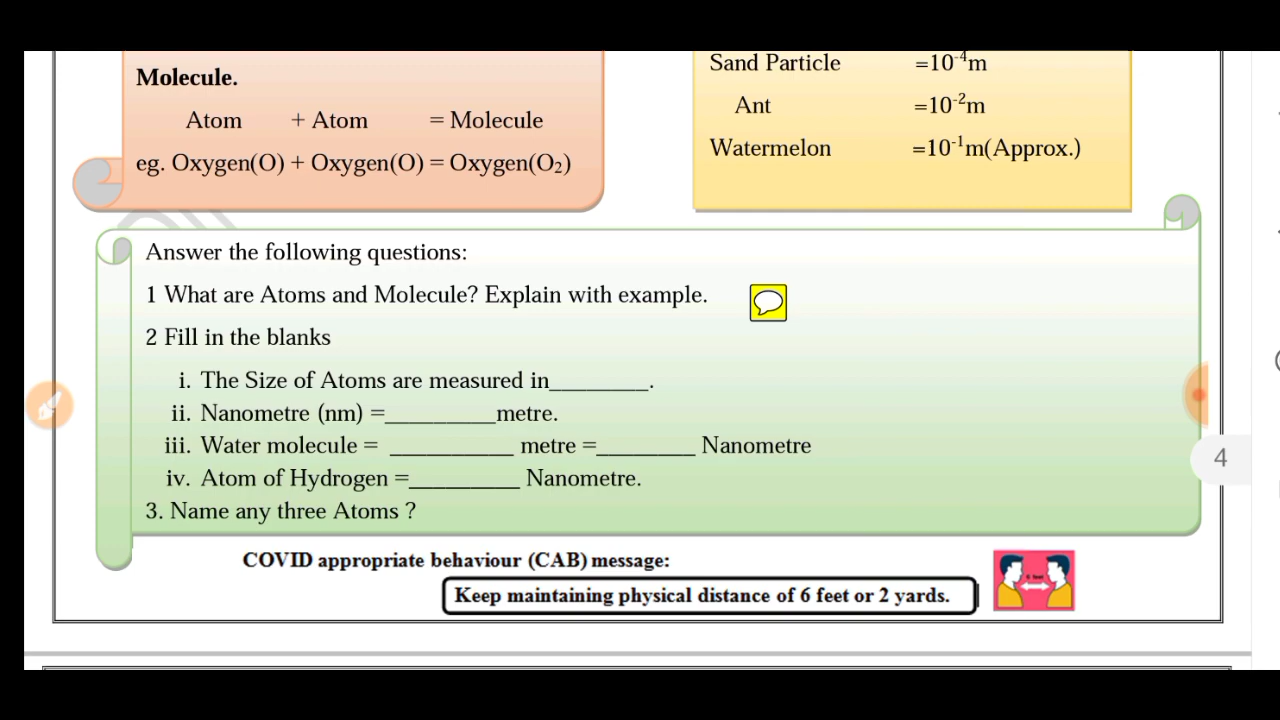 Molecule.
Atom + Atom = Molecule
eg. Oxygen(O) + Oxygen(O) = Oxygen(O₂)
Sand Particle =10⁻⁴m
Ant =10⁻²m
Watermelon =10⁻¹m(Approx.)
Answer the following questions:
1 What are Atoms and Molecule? Explain with example.
2 Fill in the blanks
i. The Size of Atoms are measured in________.
ii. Nanometre (nm) =_________metre.
iii. Water molecule = __________ metre =________ Nanometre
iv. Atom of Hydrogen =_________ Nanometre.
3. Name any three Atoms ?
4
COVID appropriate behaviour (CAB) message:
Keep maintaining physical distance of 6 feet or 2 yards.